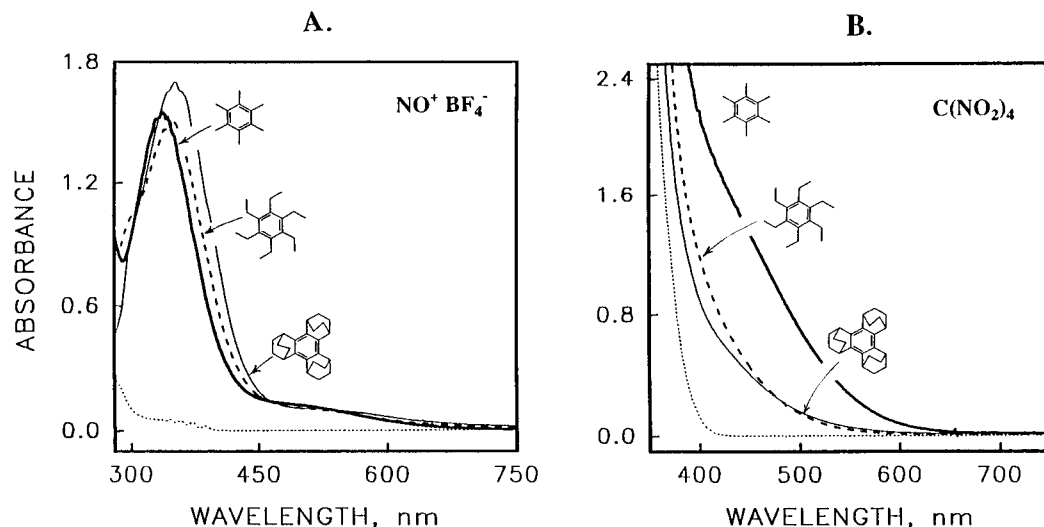 A.
B.
NO⁺ BF₄⁻
C(NO₂)₄
ABSORBANCE
1.8
1.2
0.6
0.0
2.4
1.6
0.8
0.0
300
450
600
750
400
500
600
700
WAVELENGTH, nm
WAVELENGTH, nm